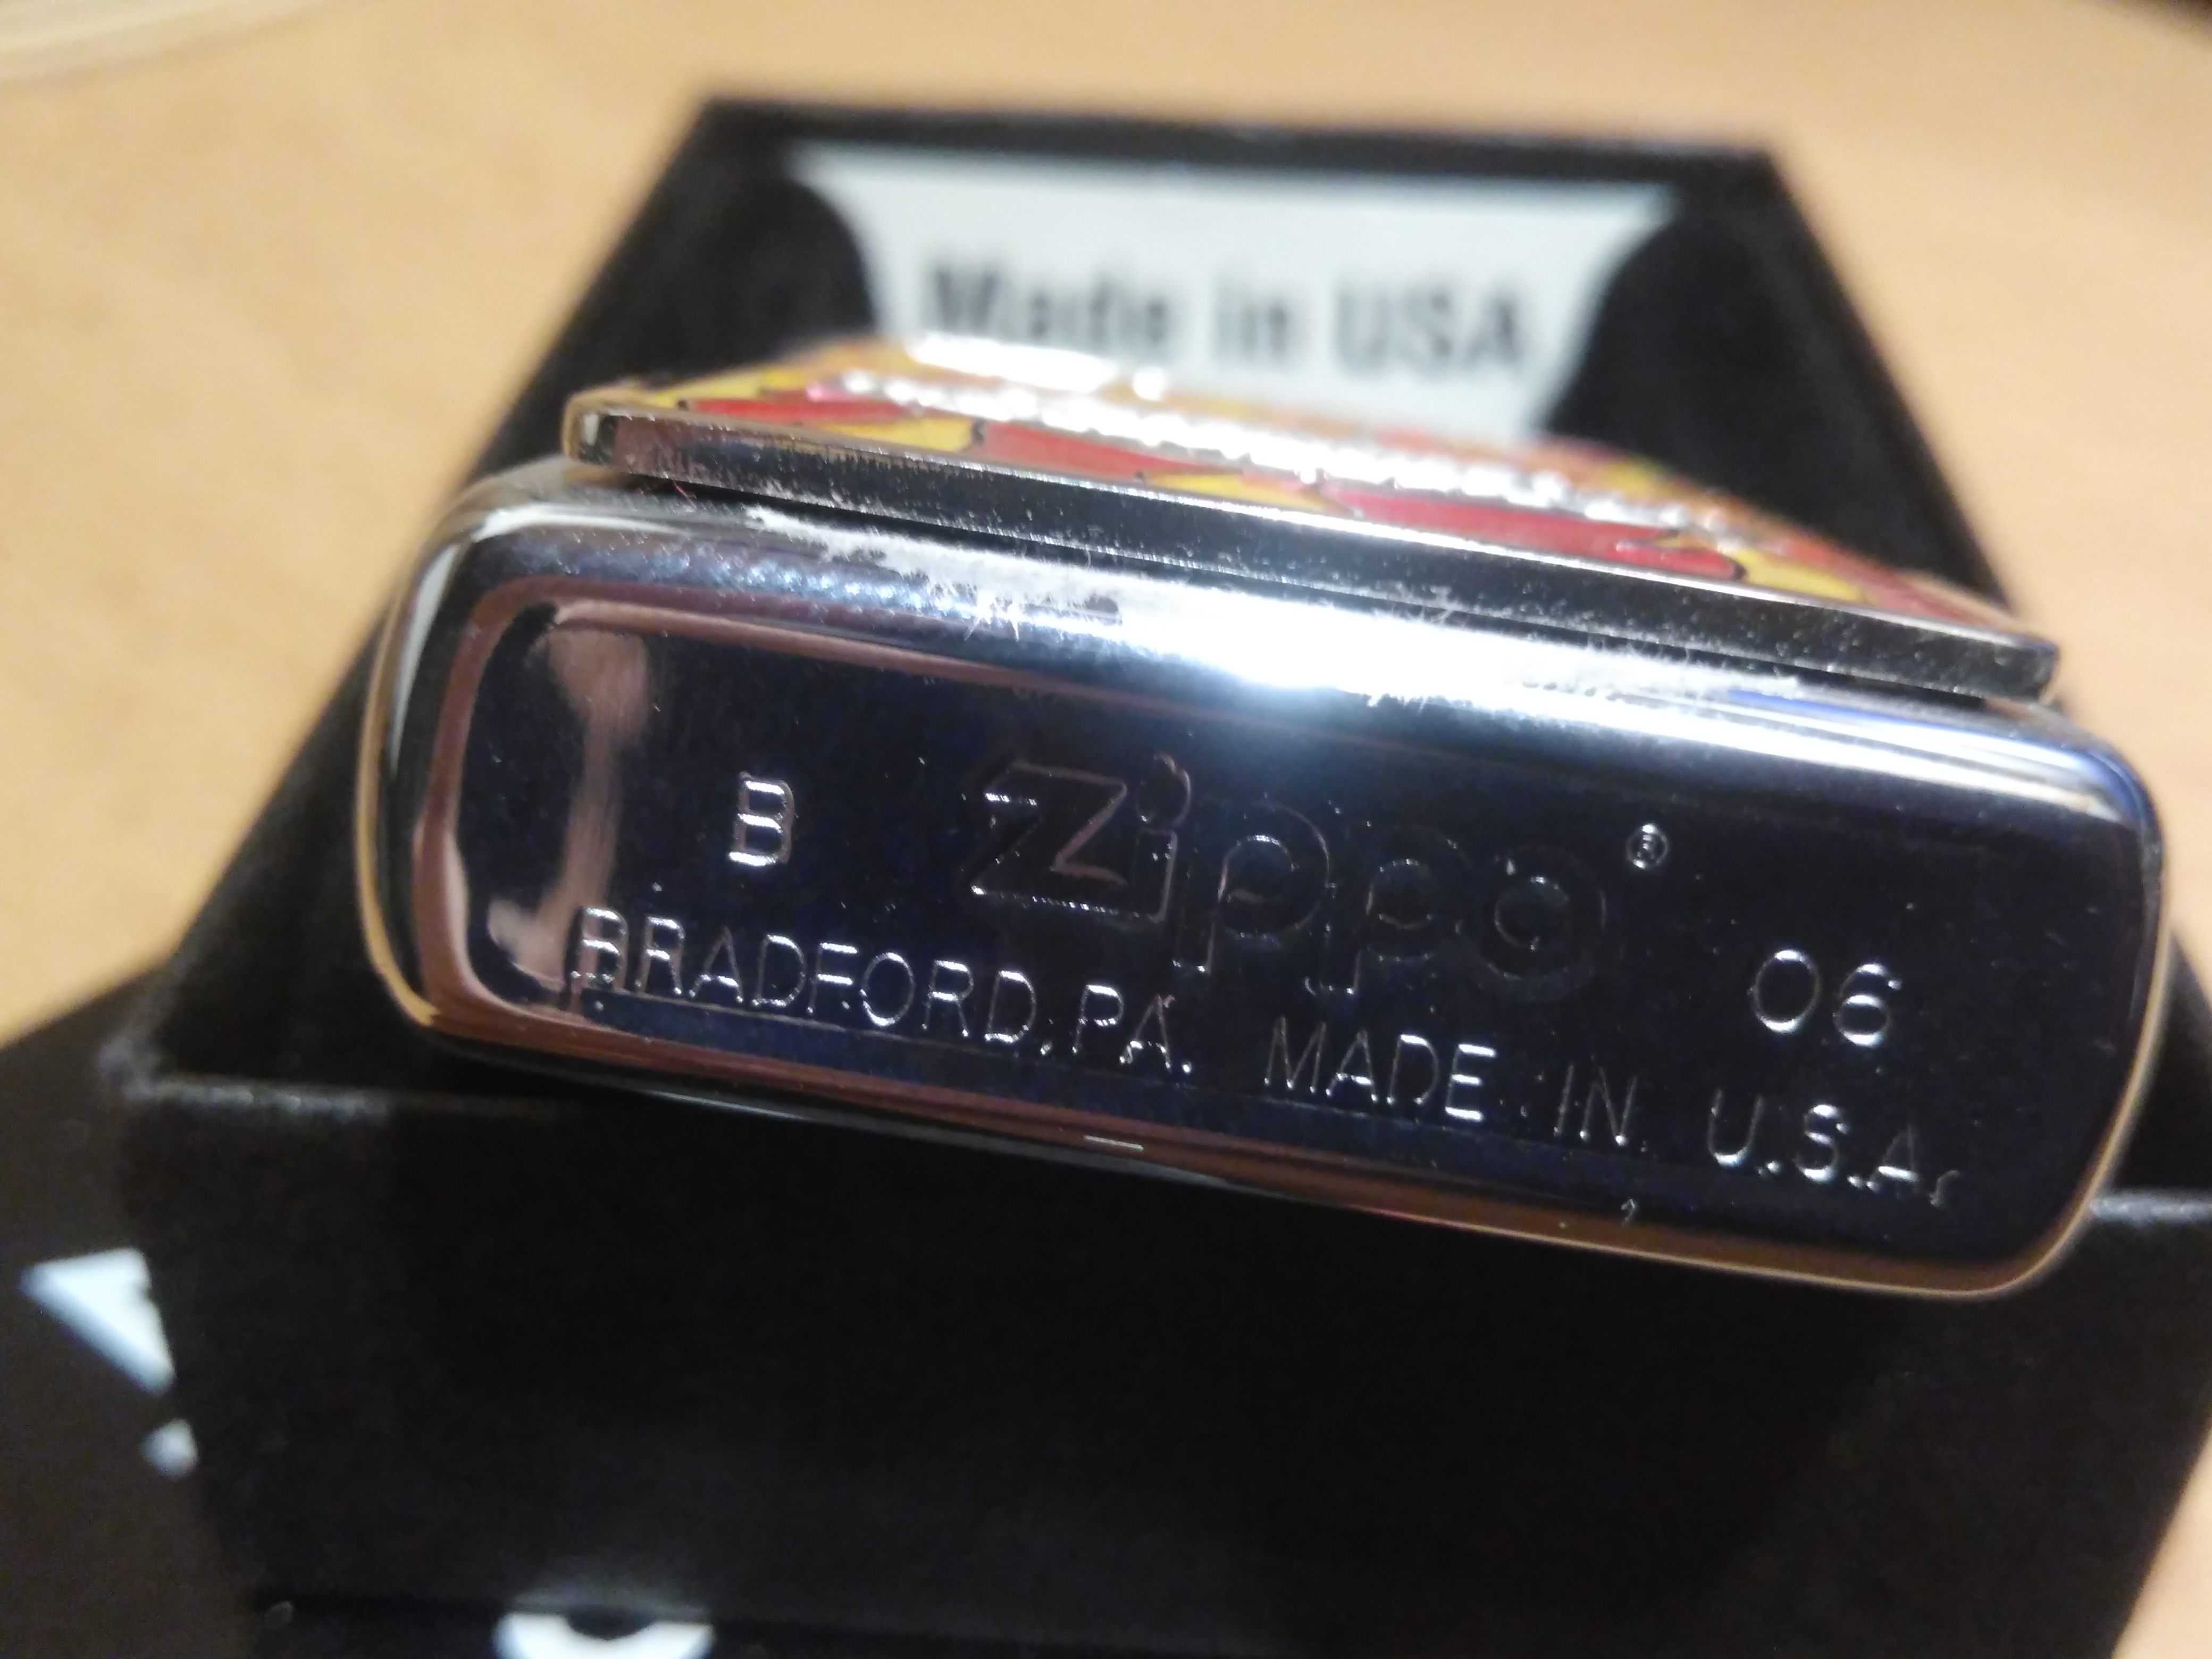 Made in USA
B Zippo ® 06
BRADFORD, PA. MADE IN U.S.A.